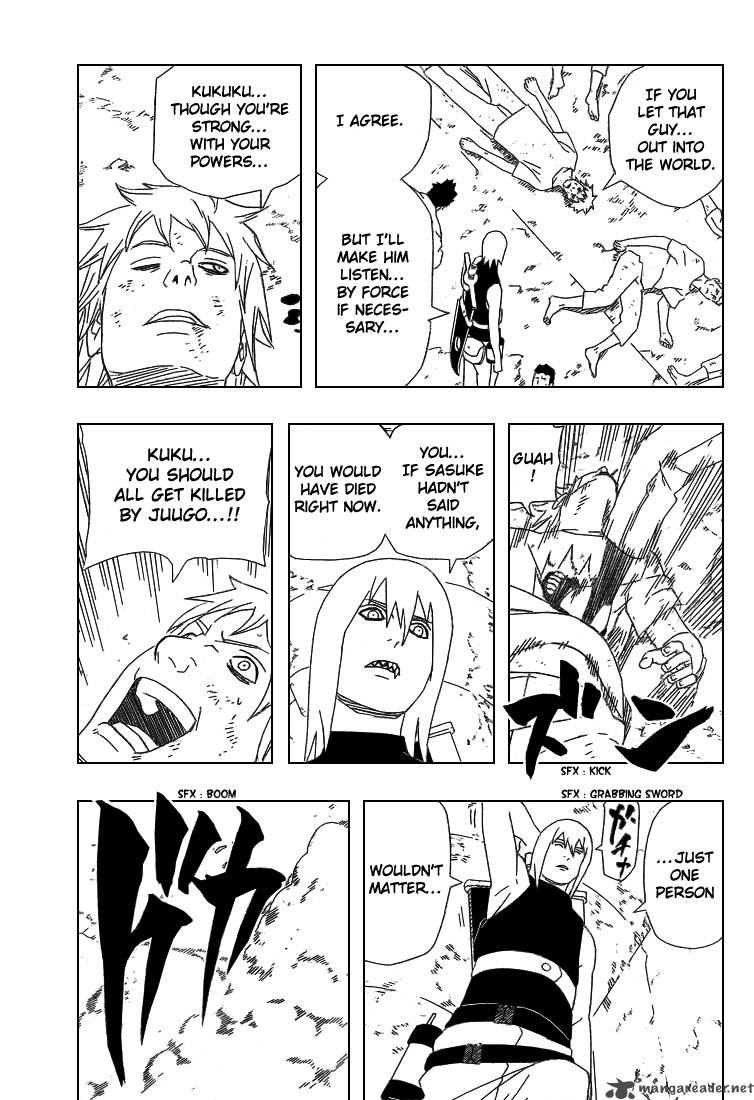 IF YOU
LET THAT
GUY...
OUT INTO
THE WORLD.
I AGREE.
BUT I'LL
MAKE HIM
LISTEN...
BY FORCE
IF NECES-
SARY...
KUKUKU...
THOUGH YOU'RE
STRONG...
WITH YOUR
POWERS...
GUAH
!
ズン
SFX : KICK
YOU...
IF SASUKE
HADN'T
SAID
ANYTHING,
YOU WOULD
HAVE DIED
RIGHT NOW.
KUKU...
YOU SHOULD
ALL GET KILLED
BY JUUGO...!!
SFX : GRABBING SWORD
ガチャ
...JUST
ONE
PERSON
WOULDN'T
MATTER...
SFX : BOOM
ドカ
mangareader.net